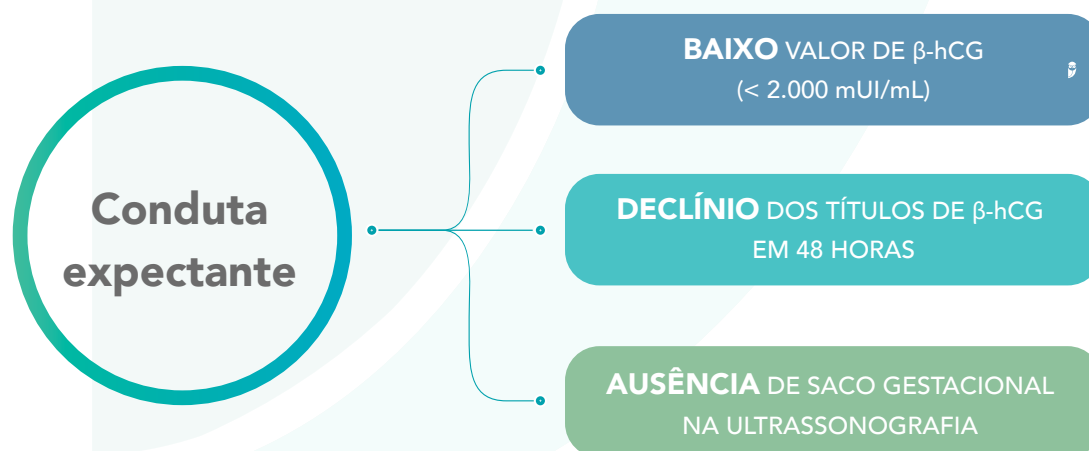 Conduta
expectante
BAIXO VALOR DE β-hCG
(< 2.000 mUI/mL)
DECLÍNIO DOS TÍTULOS DE β-hCG
EM 48 HORAS
AUSÊNCIA DE SACO GESTACIONAL
NA ULTRASSONOGRAFIA